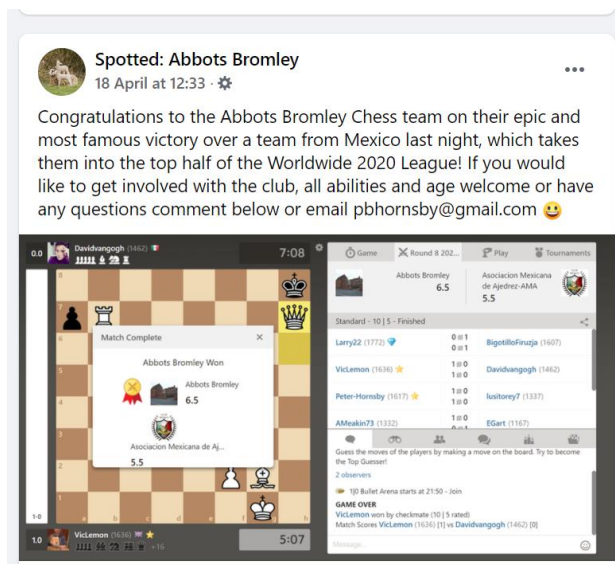 Spotted: Abbots Bromley
18 April at 12:33 ·
Congratulations to the Abbots Bromley Chess team on their epic and
most famous victory over a team from Mexico last night, which takes
them into the top half of the Worldwide 2020 League! If you would
like to get involved with the club, all abilities and age welcome or have
any questions comment below or email pbhornsby@gmail.com 😀
0.0 Davidvangogh (1462) 7:08
Game Round 8 202... Play Tournaments
Abbots Bromley 6.5 Asociacion Mexicana de Ajedrez-AMA 5.5
Standard - 10 | 5 - Finished
Larry22 (1772) 0 1 BigotilloFiruzja (1607)
0 1
VicLemon (1636) 1 0 Davidvangogh (1462)
1 0
Peter-Hornsby (1617) 1 0 lusitorey7 (1337)
1 0
AMeakin73 (1332) 0 1 EGart (1167)
0 1
8
7
6
5
4
3
2
Match Complete ×
Abbots Bromley Won
Abbots Bromley
6.5
Asociacion Mexicana de Aj...
5.5
Guess the moves of the players by making a move on the board. Try to become
the Top Guesser!
2 observers
1|0 Bullet Arena starts at 21:50 - Join
GAME OVER
VicLemon won by checkmate (10 | 5 rated)
Match Scores VicLemon (1636) [1] vs Davidvangogh (1462) [0]
Message...
1-0
a b c d e f g h
1.0 VicLemon (1636) +16 5:07